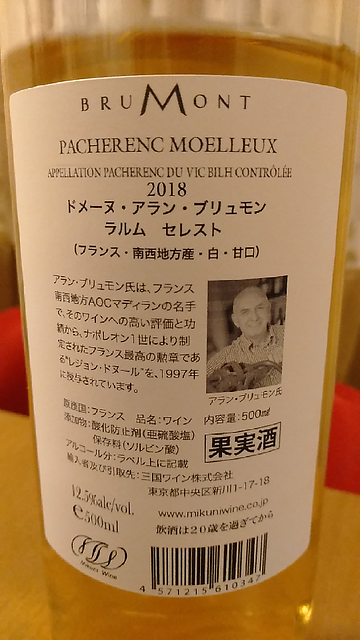 BRUMONT
PACHERENC MOELLEUX
APPELLATION PACHERENC DU VIC BILH CONTRÔLÉE
2018
ドメーヌ・アラン・ブリュモン
ラルム セレスト
(フランス・南西地方産・白・甘口)
アラン・ブリュモン氏は、フランス
南西地方AOCマディランの名手
で、そのワインへの高い評価と功
績から、ナポレオン1世により制
定されたフランス最高の勲章であ
る"レジョン・ドヌール"を、1997年
に授与されています。
アラン・ブリュモン氏
原産国:フランス 品名:ワイン 内容量:500㎖
添加物:酸化防止剤(亜硫酸塩)
保存料(ソルビン酸)
果実酒
アルコール分:ラベル上に記載
輸入者及び引取先:三国ワイン株式会社
東京都中央区新川1-17-18
12.5%alc/vol.
℮500ml
www.mikuniwine.co.jp
飲酒は20歳を過ぎてから
Mikuni Wine
4 571215 610347